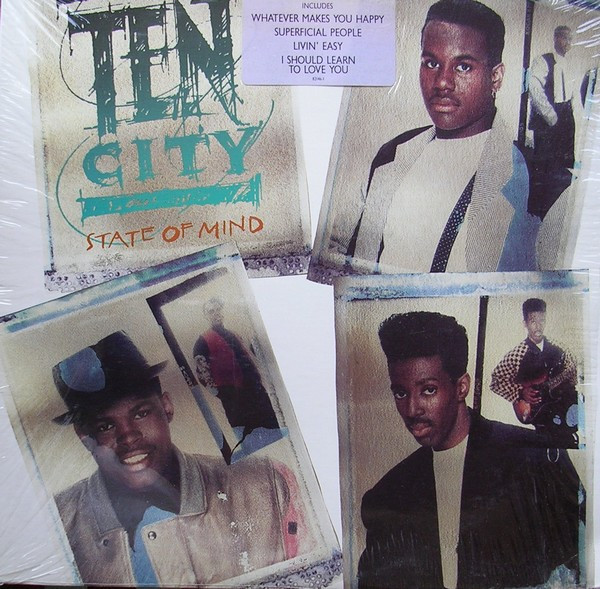 INCLUDES
WHATEVER MAKES YOU HAPPY
SUPERFICIAL PEOPLE
LIVIN' EASY
I SHOULD LEARN
TO LOVE YOU
TEN
CITY
STATE OF MIND